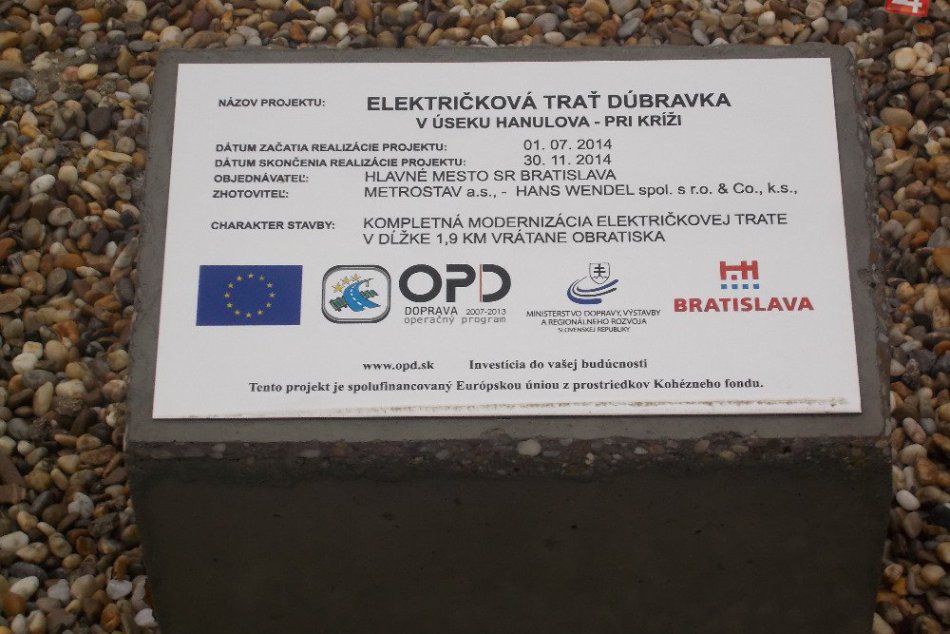 NÁZOV PROJEKTU: ELEKTRIČKOVÁ TRAŤ DÚBRAVKA
V ÚSEKU HANULOVA - PRI KRÍŽI
DÁTUM ZAČATIA REALIZÁCIE PROJEKTU: 01. 07. 2014
DÁTUM SKONČENIA REALIZÁCIE PROJEKTU: 30. 11. 2014
OBJEDNÁVATEĽ: HLAVNÉ MESTO SR BRATISLAVA
ZHOTOVITEĽ: METROSTAV a.s., - HANS WENDEL spol. s r.o. & Co., k.s.,
CHARAKTER STAVBY: KOMPLETNÁ MODERNIZÁCIA ELEKTRIČKOVEJ TRATE
V DĹŽKE 1,9 KM VRÁTANE OBRATISKA
OPD
DOPRAVA 2007-2013
operačný program
MINISTERSTVO DOPRAVY, VÝSTAVBY
A REGIONÁLNEHO ROZVOJA
SLOVENSKEJ REPUBLIKY
BRATISLAVA
www.opd.sk Investícia do vašej budúcnosti
Tento projekt je spolufinancovaný Európskou úniou z prostriedkov Kohézneho fondu.